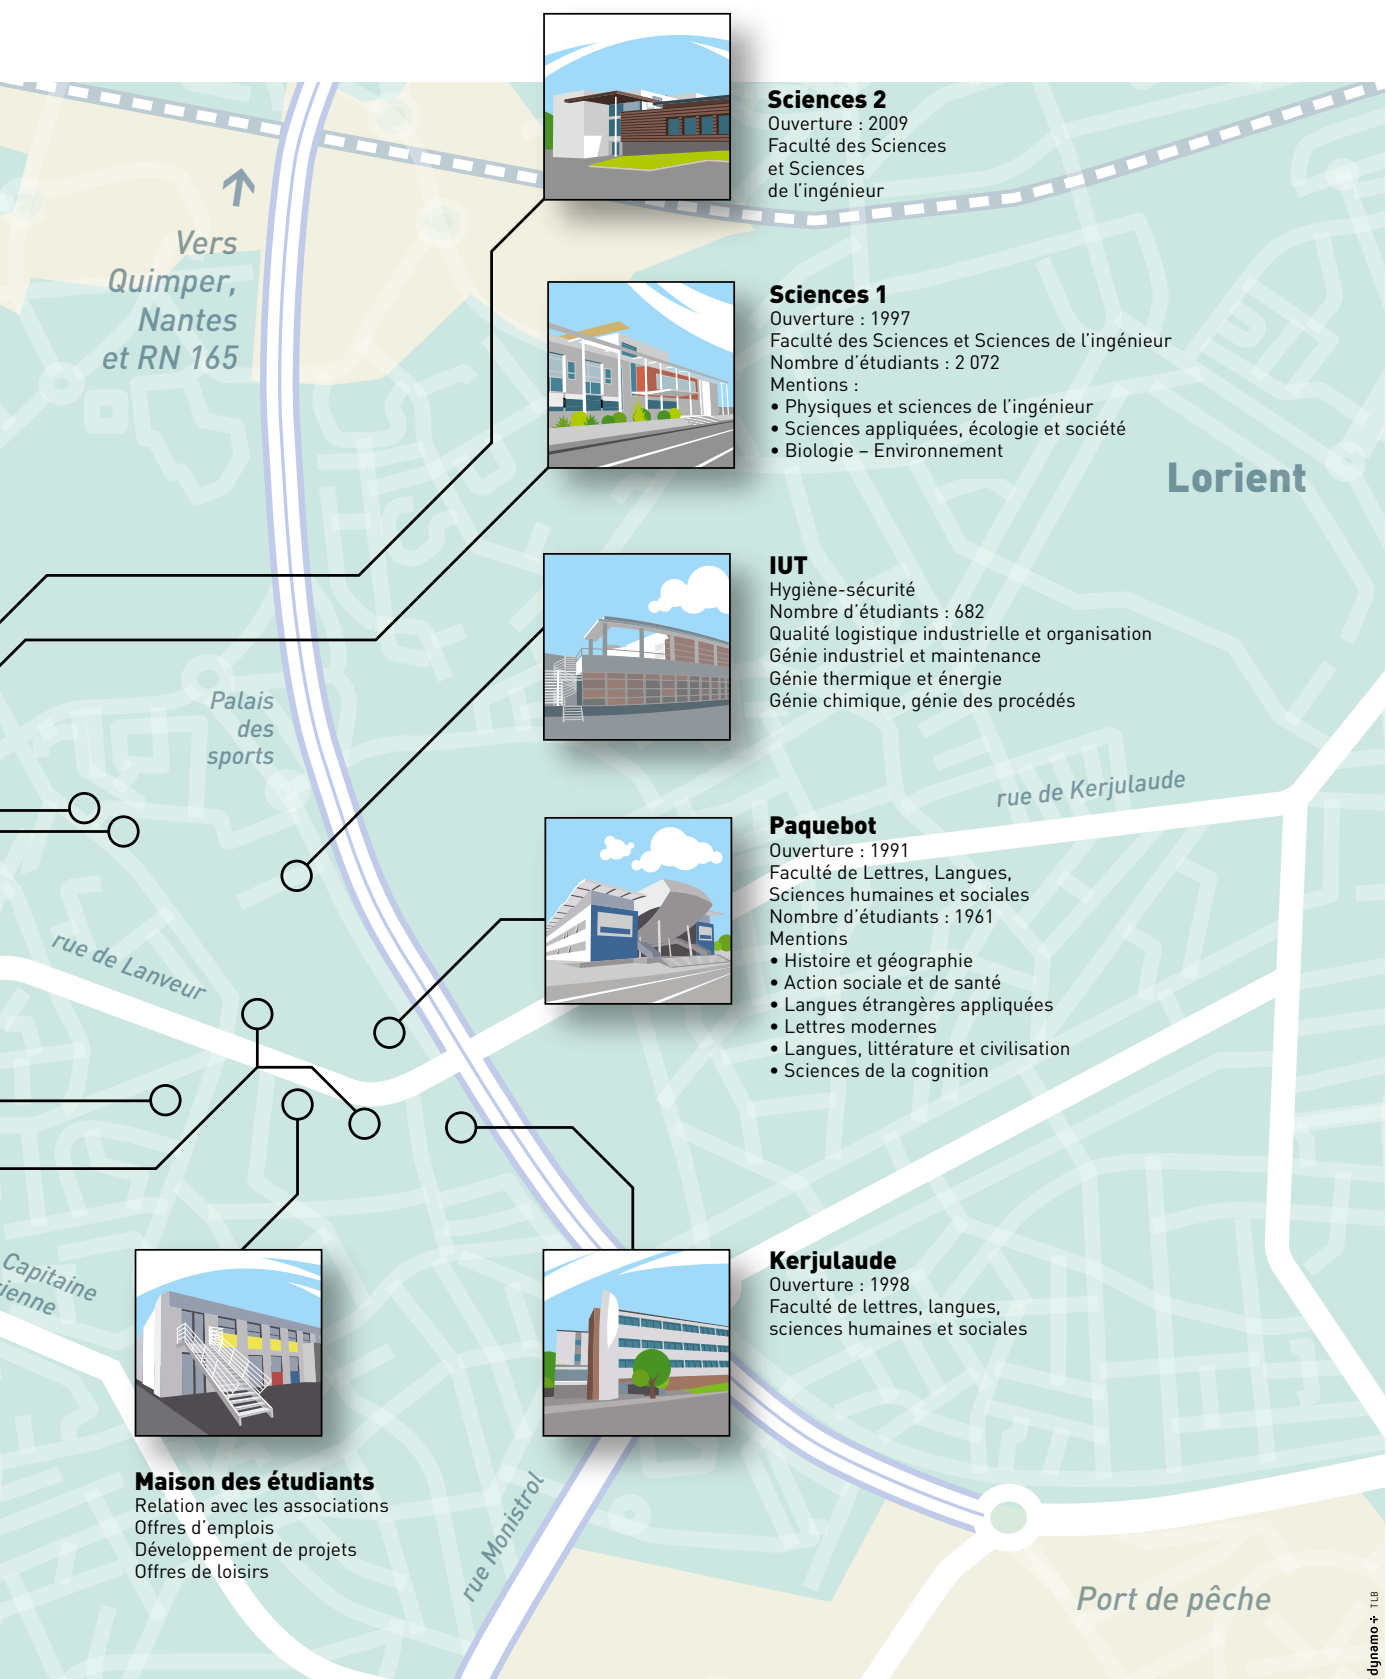 Sciences 2
Ouverture : 2009
Faculté des Sciences
et Sciences
de l'ingénieur
Vers
Quimper,
Nantes
et RN 165
Sciences 1
Ouverture : 1997
Faculté des Sciences et Sciences de l'ingénieur
Nombre d'étudiants : 2 072
Mentions :
• Physiques et sciences de l'ingénieur
• Sciences appliquées, écologie et société
• Biologie – Environnement
Lorient
IUT
Hygiène-sécurité
Nombre d'étudiants : 682
Qualité logistique industrielle et organisation
Génie industriel et maintenance
Génie thermique et énergie
Génie chimique, génie des procédés
Palais
des
sports
rue de Kerjulaude
Paquebot
Ouverture : 1991
Faculté de Lettres, Langues,
Sciences humaines et sociales
Nombre d'étudiants : 1961
Mentions
• Histoire et géographie
• Action sociale et de santé
• Langues étrangères appliquées
• Lettres modernes
• Langues, littérature et civilisation
• Sciences de la cognition
rue de Lanveur
Capitaine
ienne
Kerjulaude
Ouverture : 1998
Faculté de lettres, langues,
sciences humaines et sociales
Maison des étudiants
Relation avec les associations
Offres d'emplois
Développement de projets
Offres de loisirs
rue Monistrol
Port de pêche
dynamo ÷ TLB